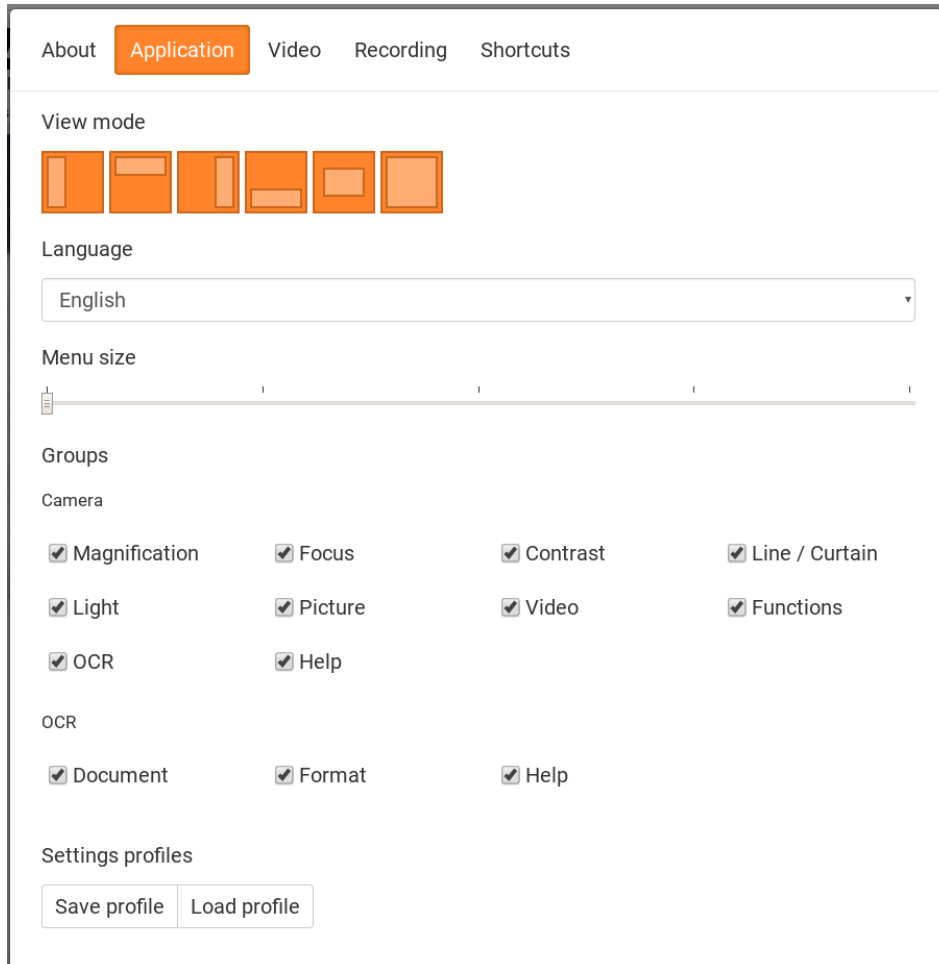 About Application Video Recording Shortcuts
View mode
Language
English
Menu size
Groups
Camera
Magnification Focus Contrast Line / Curtain
Light Picture Video Functions
OCR Help
OCR
Document Format Help
Settings profiles
Save profile Load profile